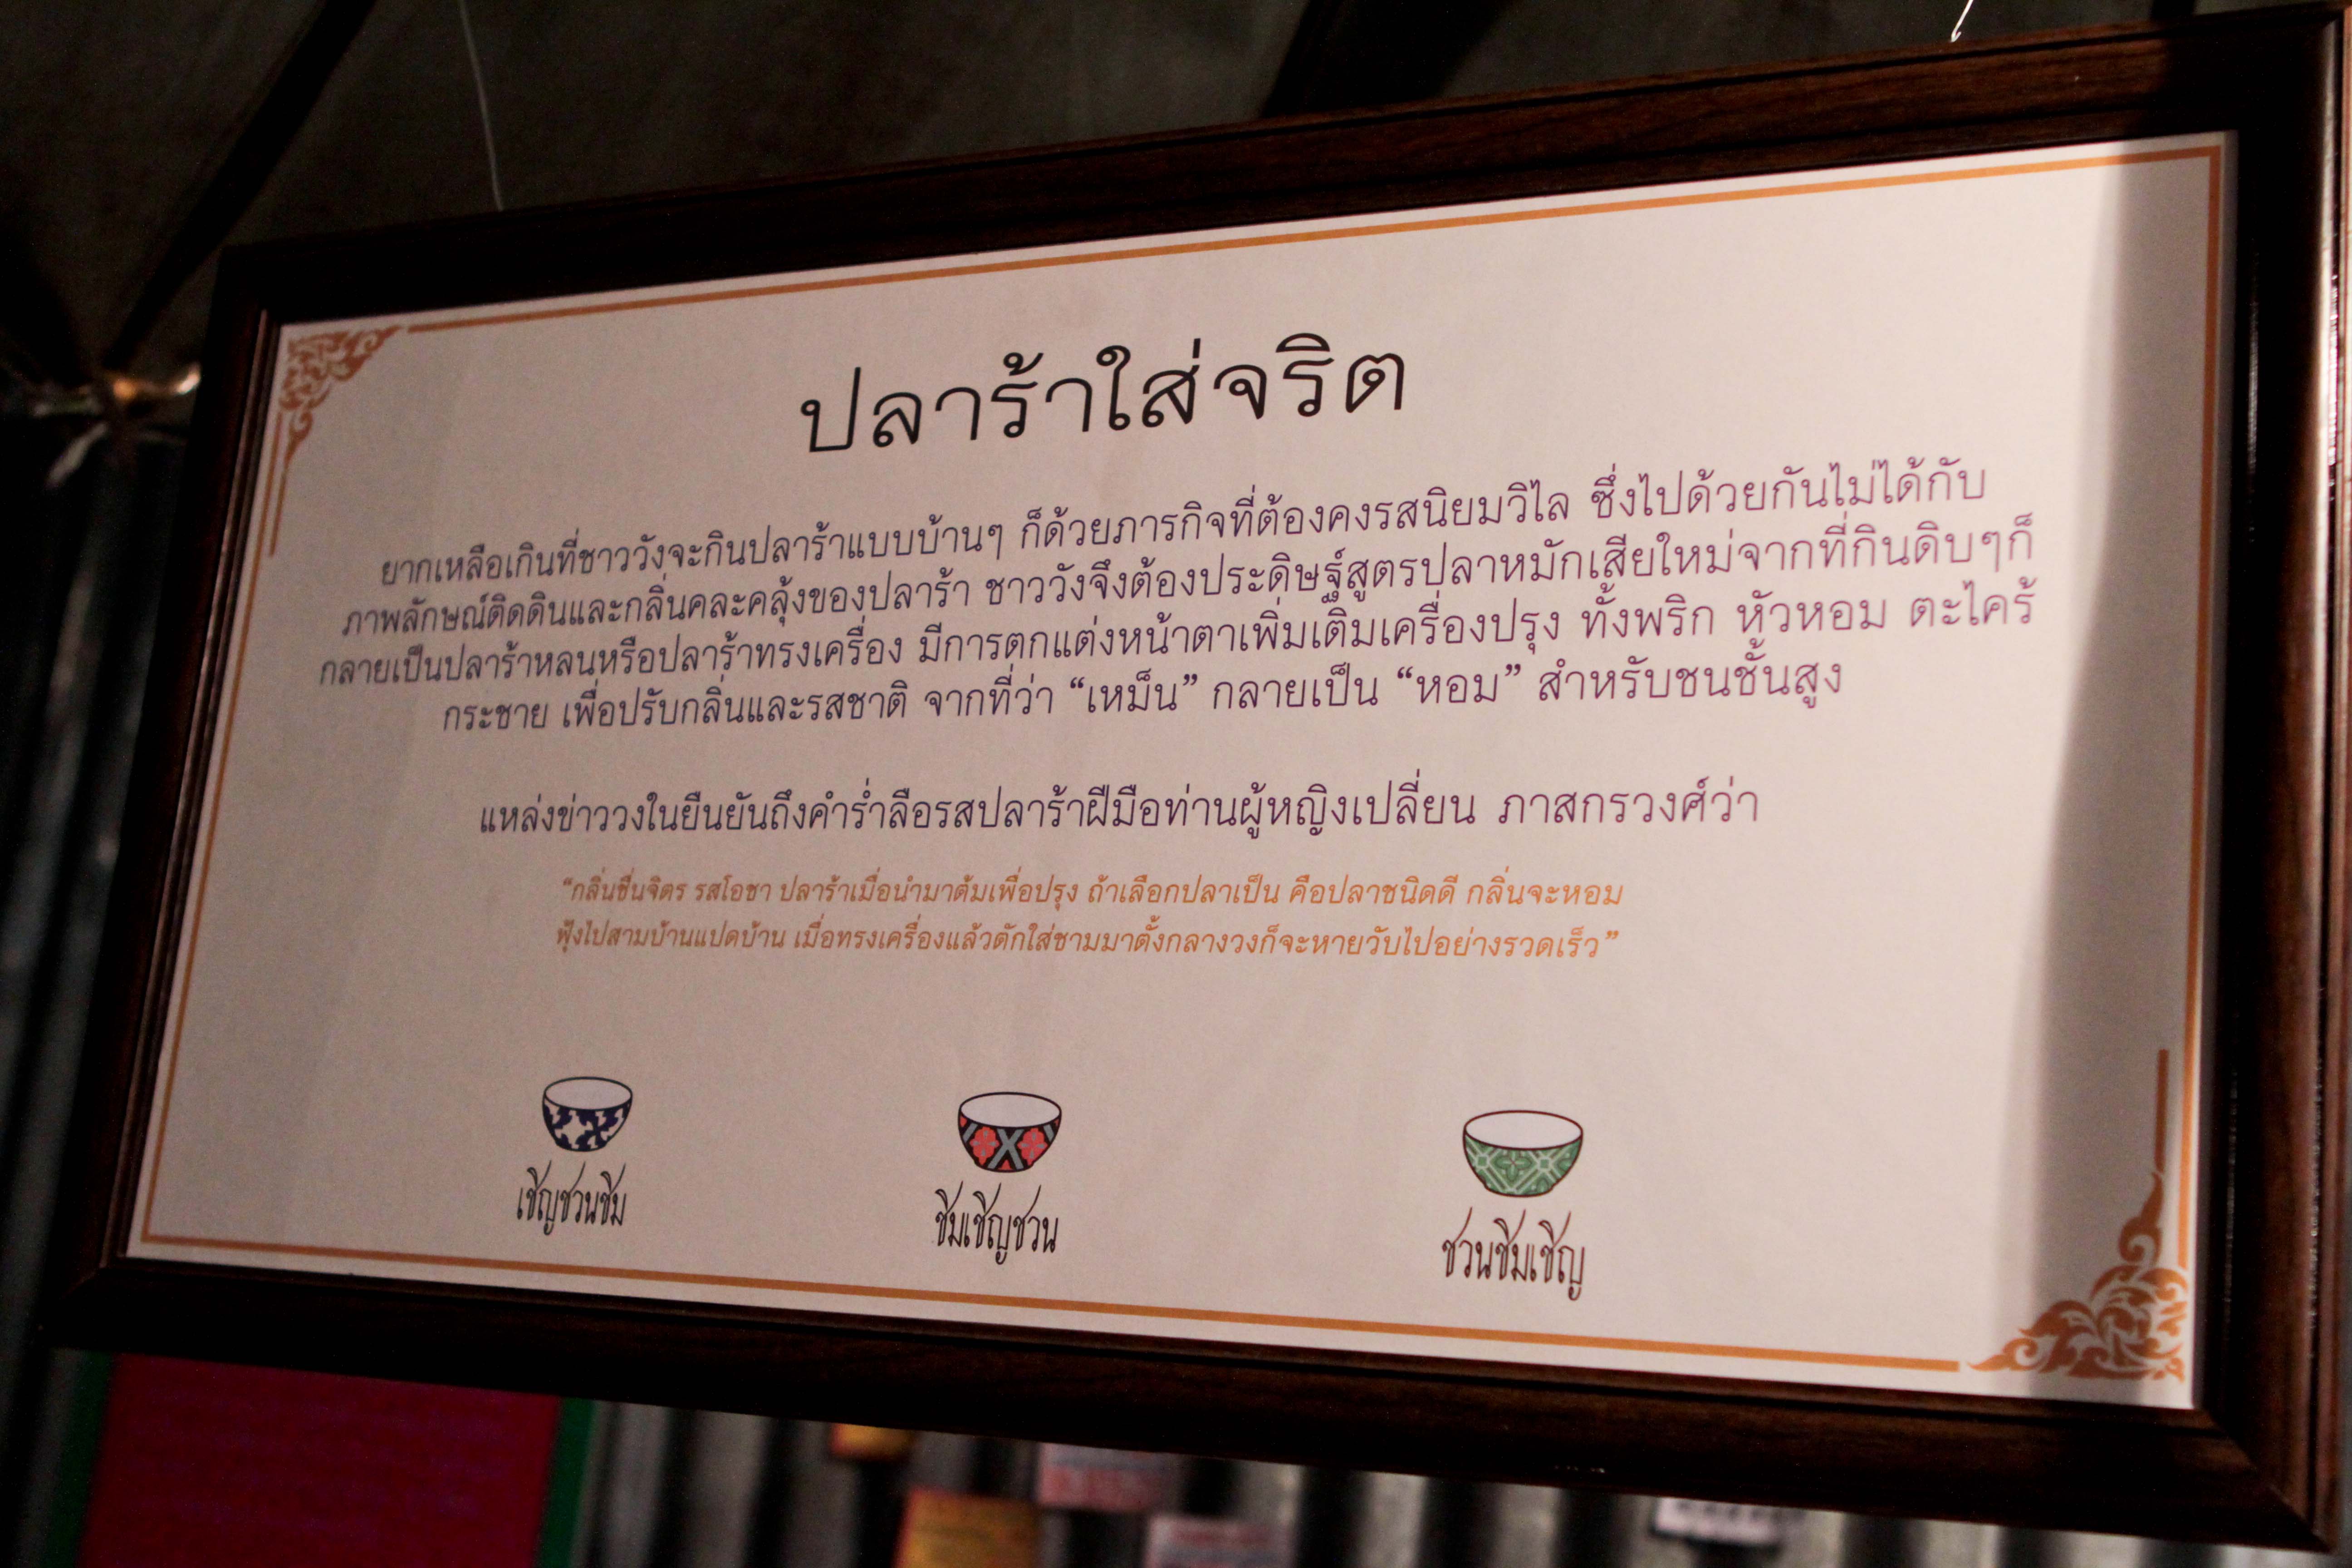 ปลาร้าใส่จริต
ยากเหลือเกินที่ชาววังจะกินปลาร้าแบบบ้านๆ ก็ด้วยภารกิจที่ต้องคงรสนิยมวิไล ซึ่งไปด้วยกันไม่ได้กับ
ภาพลักษณ์ติดดินและกลิ่นคละคลุ้งของปลาร้า ชาววังจึงต้องประดิษฐ์สูตรปลาหมักเสียใหม่จากที่กินดิบๆก็
กลายเป็นปลาร้าหลนหรือปลาร้าทรงเครื่อง มีการตกแต่งหน้าตาเพิ่มเติมเครื่องปรุง ทั้งพริก หัวหอม ตะไคร้
กระชาย เพื่อปรับกลิ่นและรสชาติ จากที่ว่า “เหม็น” กลายเป็น “หอม” สำหรับชนชั้นสูง
แหล่งข่าววงในยืนยันถึงคำร่ำลือรสปลาร้าฝีมือท่านผู้หญิงเปลี่ยน ภาสกรวงศ์ว่า
“กลิ่นชื่นจิตร รสโอชา ปลาร้าเมื่อนำมาต้มเพื่อปรุง ถ้าเลือกปลาเป็น คือปลาชนิดดี กลิ่นจะหอม
ฟุ้งไปสามบ้านแปดบ้าน เมื่อทรงเครื่องแล้วตักใส่ชามมาตั้งกลางวงก็จะหายวับไปอย่างรวดเร็ว”
เชิญชวนชิม
ชิมเชิญชวน
ชวนชิมเชิญ